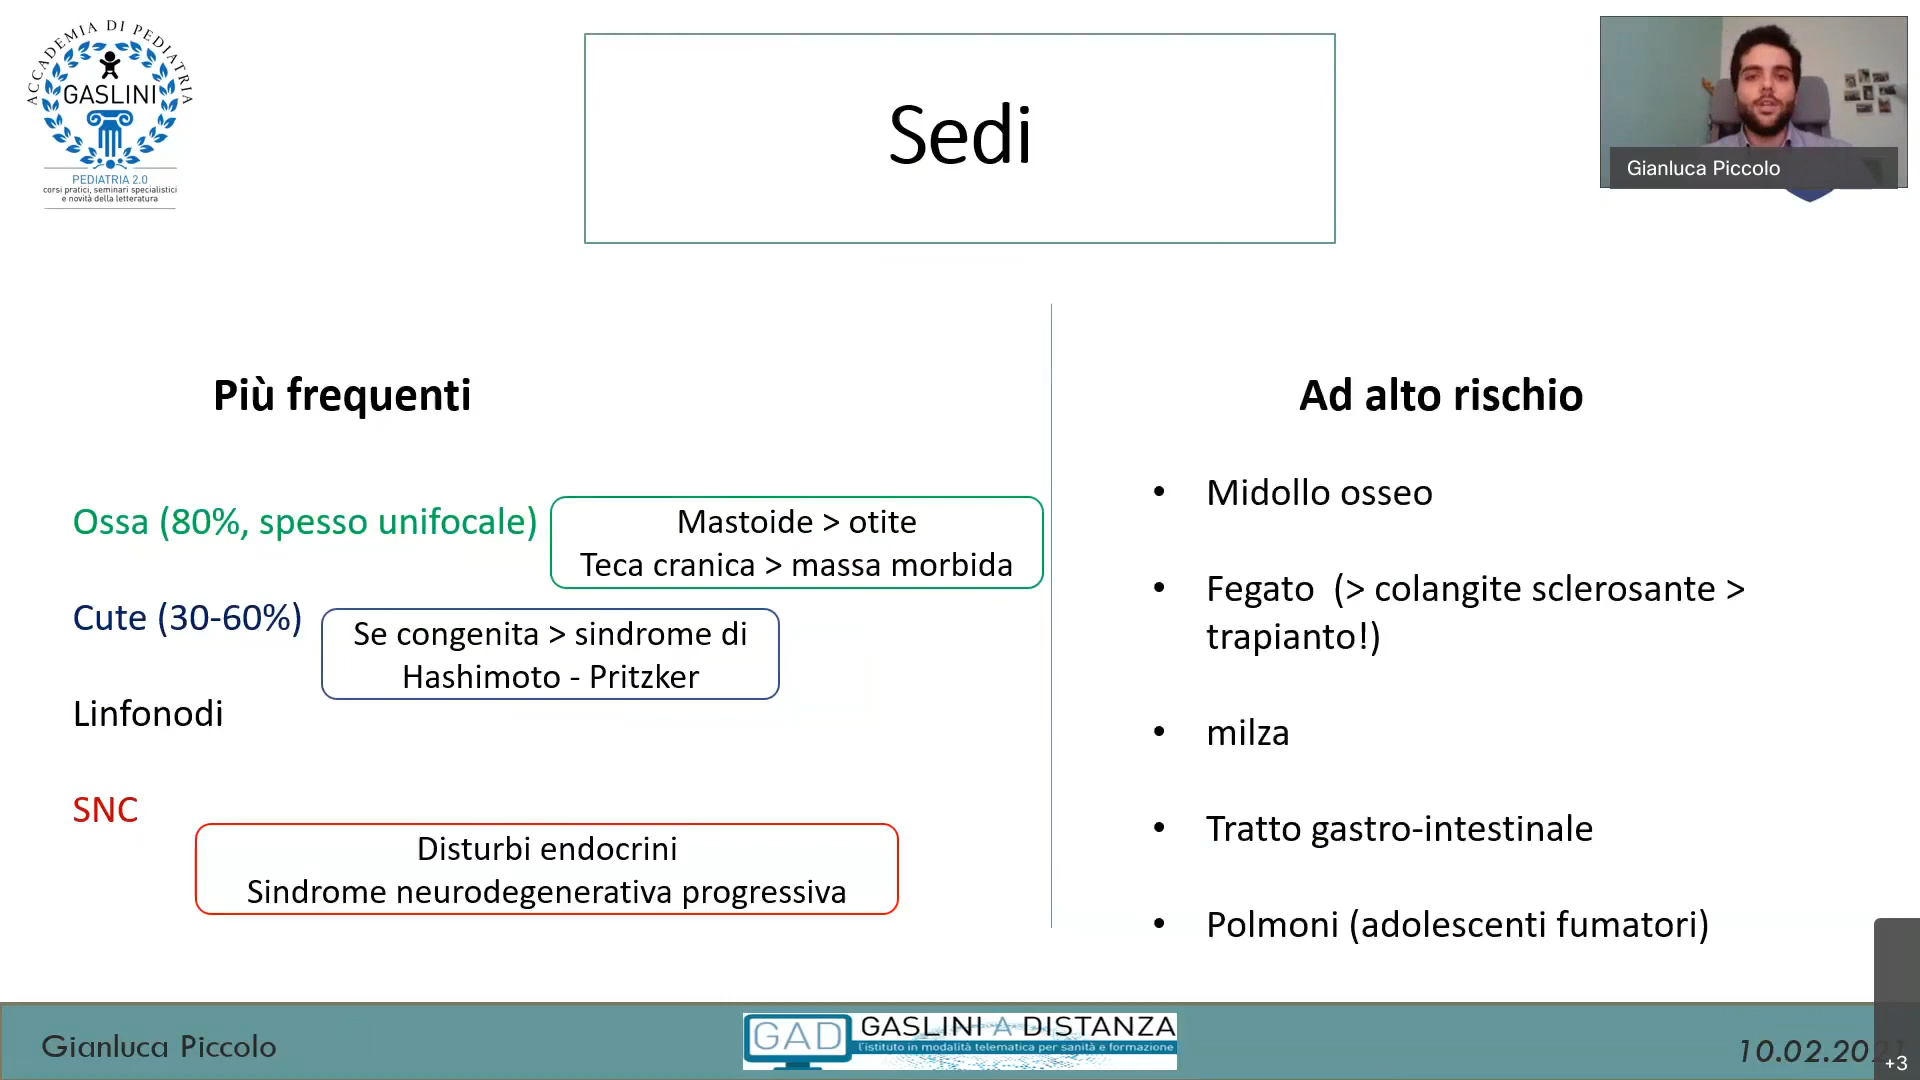 ACCADEMIA DI PEDIATRIA
GASLINI
PEDIATRIA 2.0
corsi pratici, seminari specialistici
e novità della letteratura
Sedi
Gianluca Piccolo
Più frequenti
Ossa (80%, spesso unifocale)
Mastoide > otite
Teca cranica > massa morbida
Cute (30-60%)
Se congenita > sindrome di
Hashimoto - Pritzker
Linfonodi
SNC
Disturbi endocrini
Sindrome neurodegenerativa progressiva
Ad alto rischio
• Midollo osseo
• Fegato (> colangite sclerosante >
trapianto!)
• milza
• Tratto gastro-intestinale
• Polmoni (adolescenti fumatori)
Gianluca Piccolo
GAD
GASLINI A DISTANZA
l'istituto in modalità telematica per sanità e formazione
+3